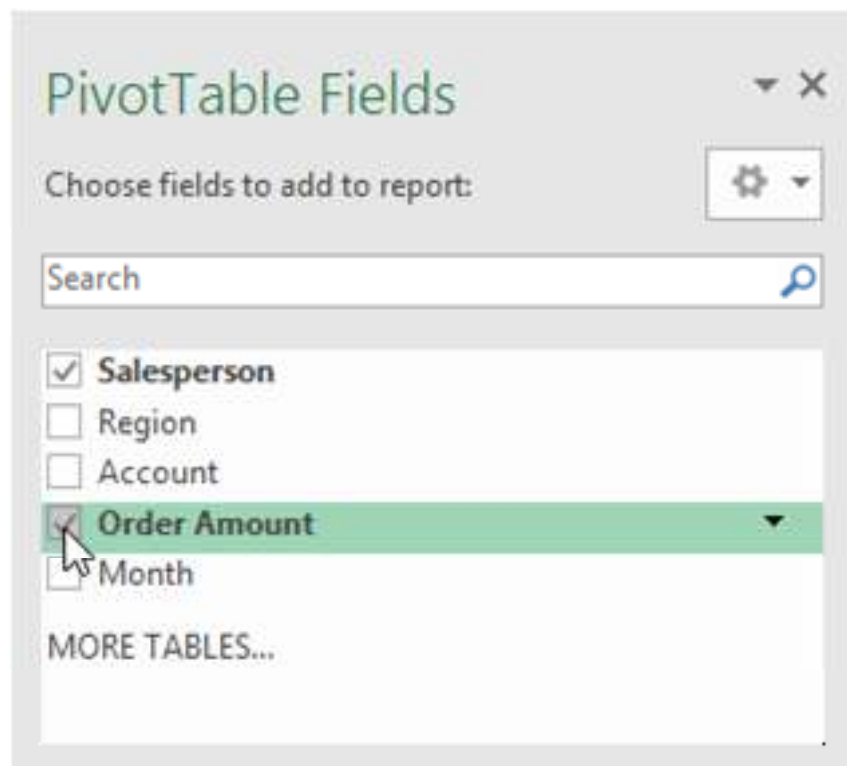 PivotTable Fields
Choose fields to add to report:
Search
Salesperson
Region
Account
Order Amount
Month
MORE TABLES...